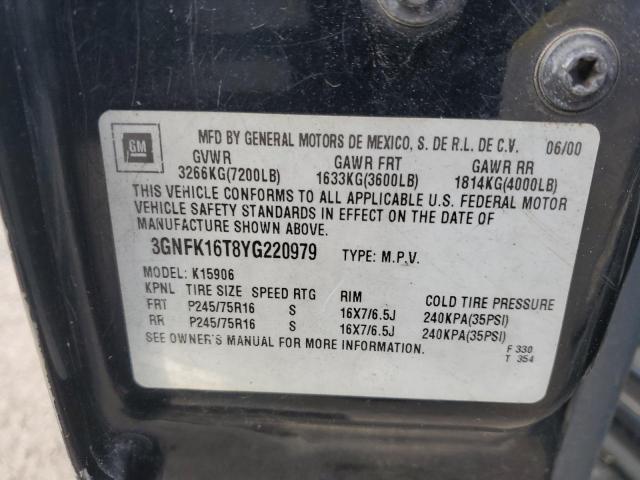 GM
MFD BY GENERAL MOTORS DE MEXICO, S. DE R.L. DE C.V. 06/00
GVWR GAWR FRT GAWR RR
3266KG(7200LB) 1633KG(3600LB) 1814KG(4000LB)
THIS VEHICLE CONFORMS TO ALL APPLICABLE U.S. FEDERAL MOTOR
VEHICLE SAFETY STANDARDS IN EFFECT ON THE DATE OF
MANUFACTURE SHOWN ABOVE.
3GNFK16T8YG220979 TYPE: M.P.V.
MODEL: K15906
KPNL TIRE SIZE SPEED RTG RIM COLD TIRE PRESSURE
FRT P245/75R16 S 16X7/6.5J 240KPA(35PSI)
RR P245/75R16 S 16X7/6.5J 240KPA(35PSI)
SEE OWNER'S MANUAL FOR MORE INFORMATION.
F 330
T 354